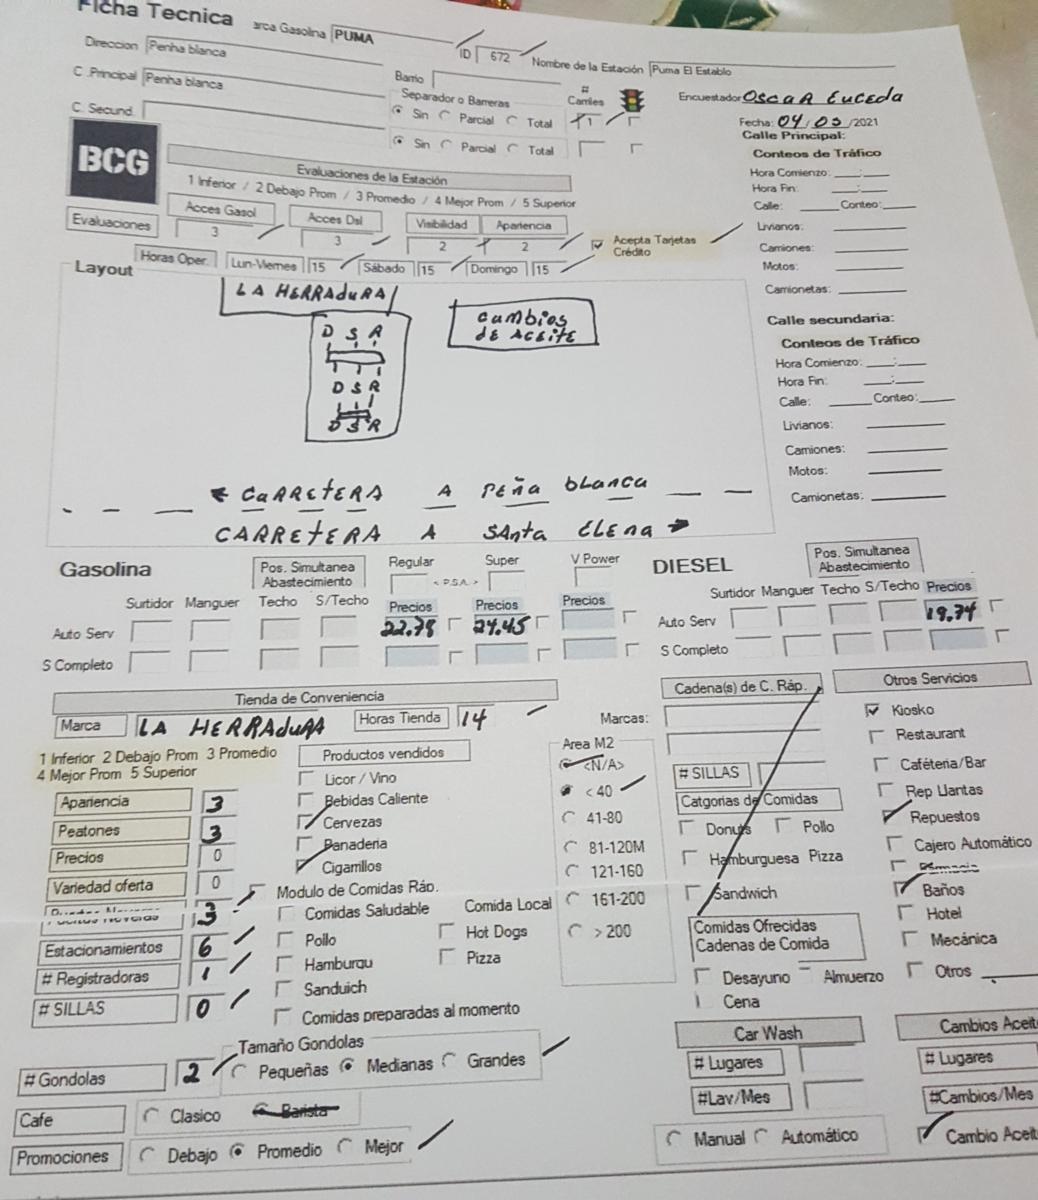 Ficha Tecnica
arca Gasolina PUMA
ID 672
Nombre de la Estación Puma El Establo
Direccion Penha blanca
C .Principal Penha blanca
C. Secund.
Barrio
Separador o Barreras
Sin Parcial Total
Sin Parcial Total
#
Carriles
1
Encuestador OSCAR EUCEDA
Fecha: 04/03/2021
Calle Principal:
Conteos de Tráfico
Hora Comienzo: :
Hora Fin: :
Calle: Conteo:
Livianos:
Camiones:
Motos:
Camionetas:
Calle secundaria:
Conteos de Tráfico
Hora Comienzo: :
Hora Fin: :
Calle: Conteo:
Livianos:
Camiones:
Motos:
Camionetas:
BCG
Evaluaciones de la Estación
1 Inferior / 2 Debajo Prom / 3 Promedio / 4 Mejor Prom / 5 Superior
Evaluaciones
Acces Gasol Acces Dsl Visibilidad Apariencia
3 3 2 2
Acepta Tarjetas
Crédito
Horas Oper. Lun-Viernes 15 Sábado 15 Domingo 15
Layout
LA HERRADURA
D S R
D S R
D S R
cambios
de ACEITE
CARRETERA A PEÑA blanca
CARRETERA A SANTA ELENA
Gasolina
Pos. Simultanea
Abastecimiento
Regular Super V Power
< P.S.A. >
Surtidor Manguer Techo S/Techo Precios Precios Precios
Auto Serv 22.78 24.45
S Completo
DIESEL
Pos. Simultanea
Abastecimiento
Surtidor Manguer Techo S/Techo Precios
Auto Serv 19.74
S Completo
Tienda de Conveniencia
Marca LA HERRADURA Horas Tienda 14
1 Inferior 2 Debajo Prom 3 Promedio
4 Mejor Prom 5 Superior
Apariencia 3
Peatones 3
Precios 0
Variedad oferta 0
3
Estacionamientos 6
# Registradoras 1
# SILLAS 0
Productos vendidos
Licor / Vino
Bebidas Caliente
Cervezas
Panaderia
Cigarrillos
Modulo de Comidas Ráp.
Comidas Saludable
Pollo
Hamburgu
Sanduich
Comidas preparadas al momento
Comida Local
Hot Dogs
Pizza
Area M2
<N/A>
< 40
41-80
81-120M
121-160
161-200
> 200
Cadena(s) de C. Ráp.
Marcas:
# SILLAS
Catgorias de Comidas
Donuts Pollo
Hamburguesa Pizza
Sandwich
Comidas Ofrecidas
Cadenas de Comida
Desayuno Almuerzo
Cena
Otros Servicios
Kiosko
Restaurant
Caféteria/Bar
Rep Llantas
Repuestos
Cajero Automático
Farmacia
Baños
Hotel
Mecánica
Otros
# Gondolas 2
Tamaño Gondolas
Pequeñas Medianas Grandes
Cafe Clasico Barista
Promociones Debajo Promedio Mejor
Car Wash
# Lugares
#Lav/Mes
Manual Automático
Cambios Aceit
# Lugares
#Cambios/Mes
Cambio Aceit